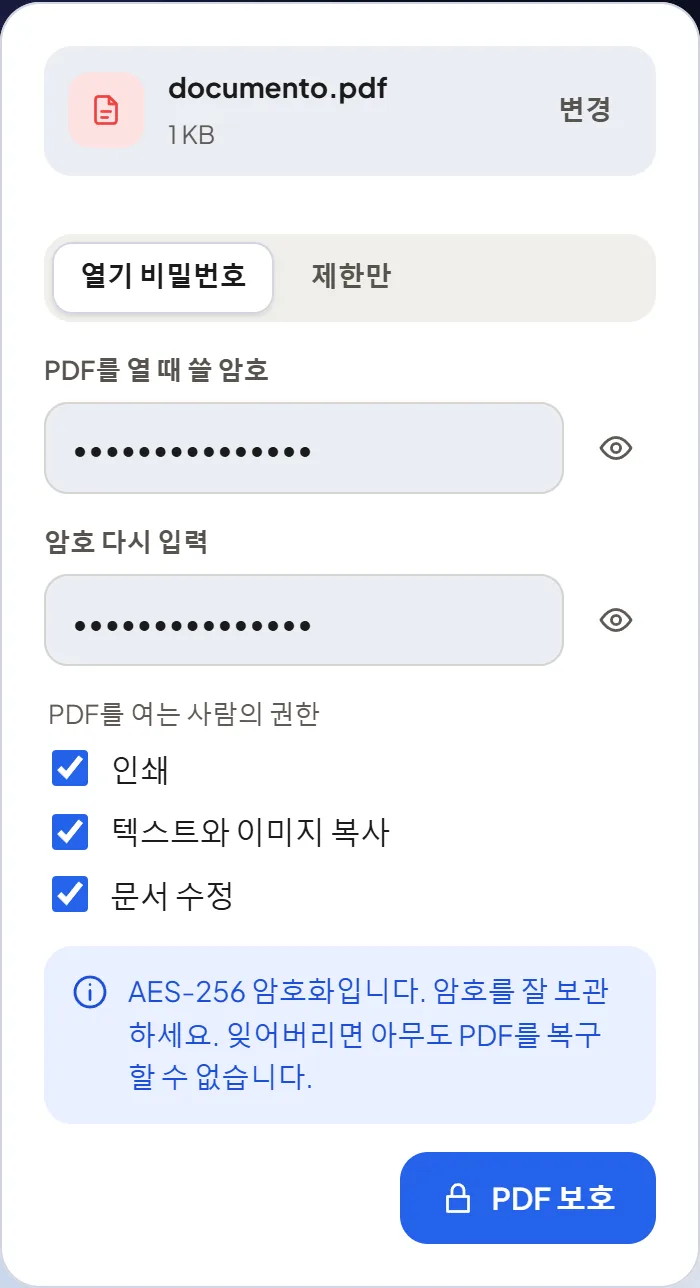 documento.pdf
1 KB
변경
열기 비밀번호
제한만
PDF를 열 때 쓸 암호
•••••••••••••••
암호 다시 입력
•••••••••••••••
PDF를 여는 사람의 권한
인쇄
텍스트와 이미지 복사
문서 수정
AES-256 암호화입니다. 암호를 잘 보관
하세요. 잊어버리면 아무도 PDF를 복구
할 수 없습니다.
PDF 보호